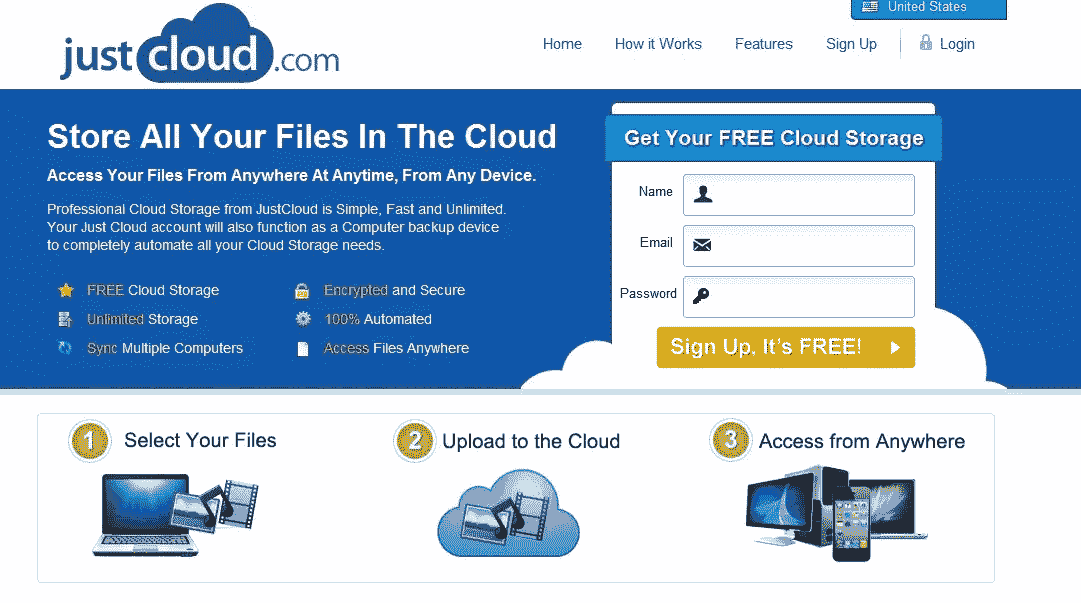 United States
justcloud.com
Home How it Works Features Sign Up Login
Store All Your Files In The Cloud
Access Your Files From Anywhere At Anytime, From Any Device.
Professional Cloud Storage from JustCloud is Simple, Fast and Unlimited.
Your Just Cloud account will also function as a Computer backup device
to completely automate all your Cloud Storage needs.
FREE Cloud Storage
Encrypted and Secure
Unlimited Storage
100% Automated
Sync Multiple Computers
Access Files Anywhere
Get Your FREE Cloud Storage
Name
Email
Password
Sign Up. It's FREE!
1 Select Your Files
2 Upload to the Cloud
3 Access from Anywhere